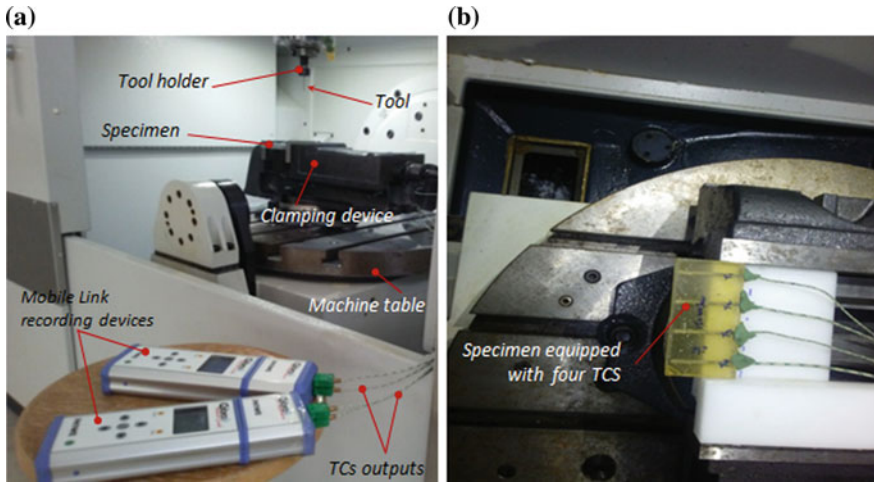 (a)
Tool holder
Tool
Specimen
Clamping device
Machine table
Mobile Link
recording devices
TCs outputs
(b)
Specimen equipped
with four TCS